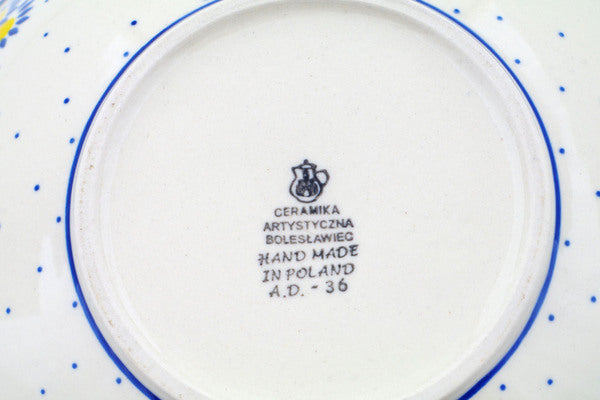 CERAMIKA
ARTYSTYCZNA
BOLESŁAWIEC
HAND MADE
IN POLAND
A.D. - 36